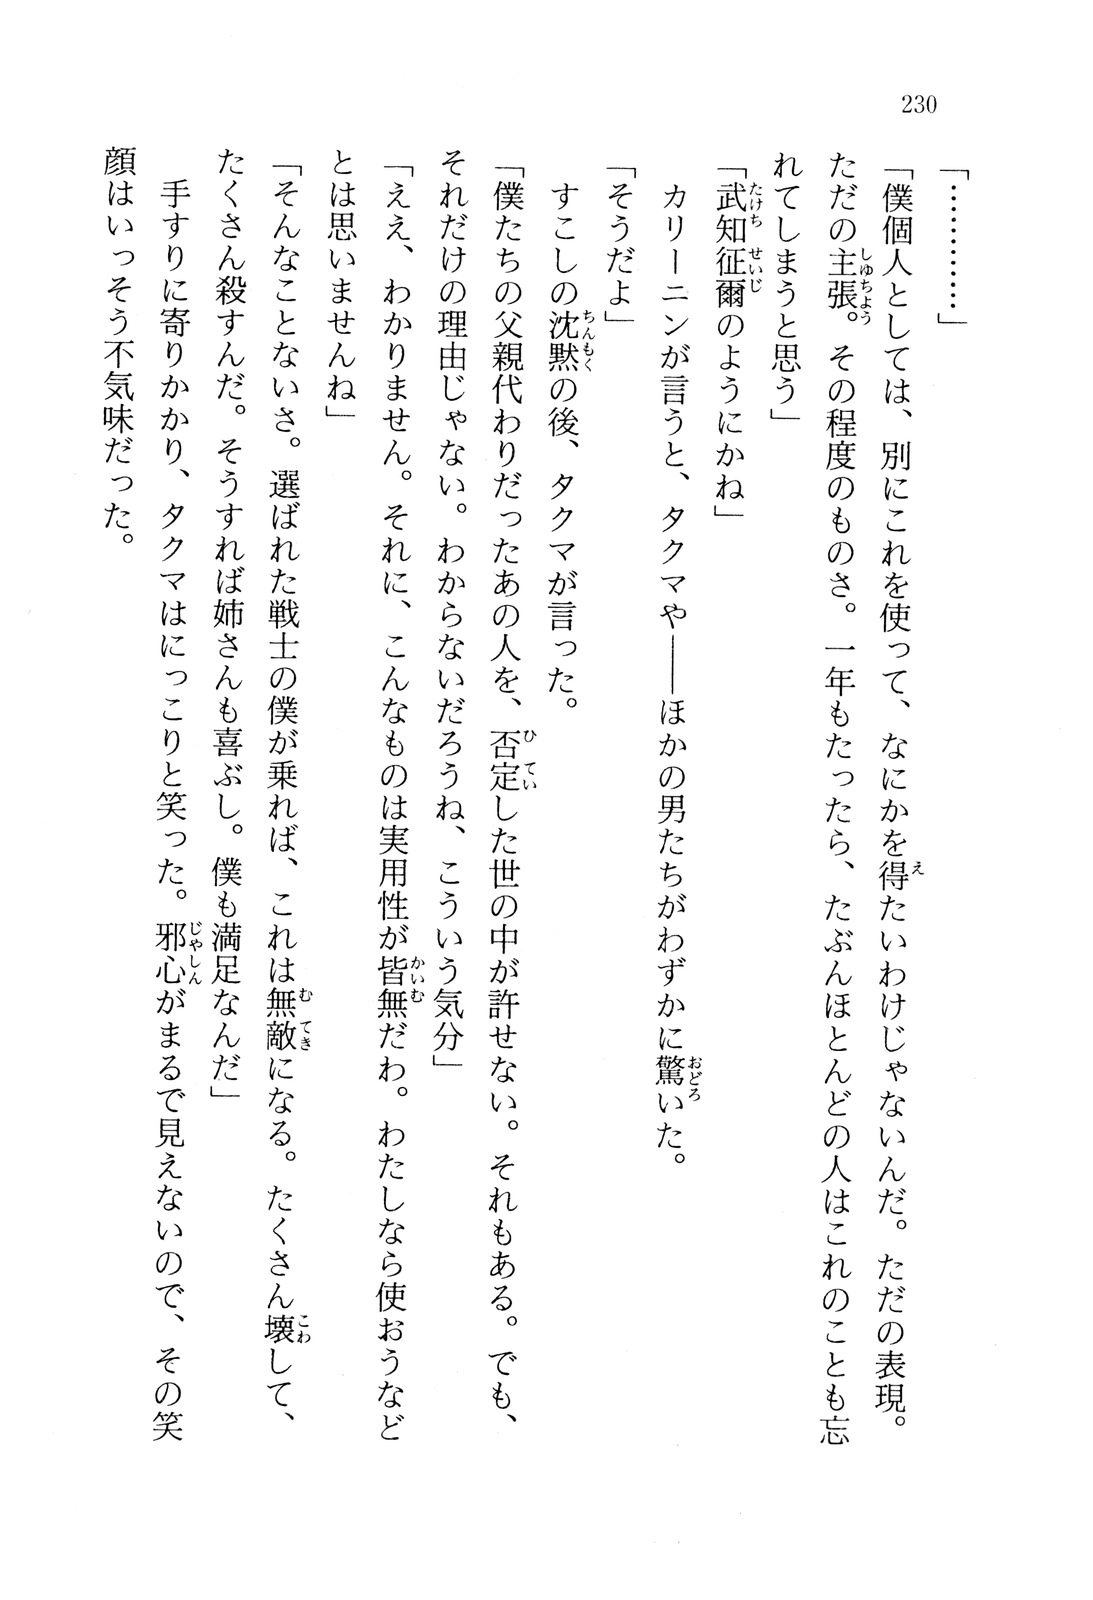 230
「…………」
「僕個人としては、別にこれを使って、なにかを得たいわけじゃないんだ。ただの表現。
ただの主張。その程度のものさ。一年もたったら、たぶんほとんどの人はこれのことも忘
れてしまうと思う」
「武知征爾のようにかね」
カリーニンが言うと、タクマや――ほかの男たちがわずかに驚いた。
「そうだよ」
すこしの沈黙の後、タクマが言った。
「僕たちの父親代わりだったあの人を、否定した世の中が許せない。それもある。でも、
それだけの理由じゃない。わからないだろうね、こういう気分」
「ええ、わかりません。それに、こんなものは実用性が皆無だわ。わたしなら使おうなど
とは思いませんね」
「そんなことないさ。選ばれた戦士の僕が乗れば、これは無敵になる。たくさん壊して、
たくさん殺すんだ。そうすれば姉さんも喜ぶし。僕も満足なんだ」
手すりに寄りかかり、タクマはにっこりと笑った。邪心がまるで見えないので、その笑
顔はいっそう不気味だった。